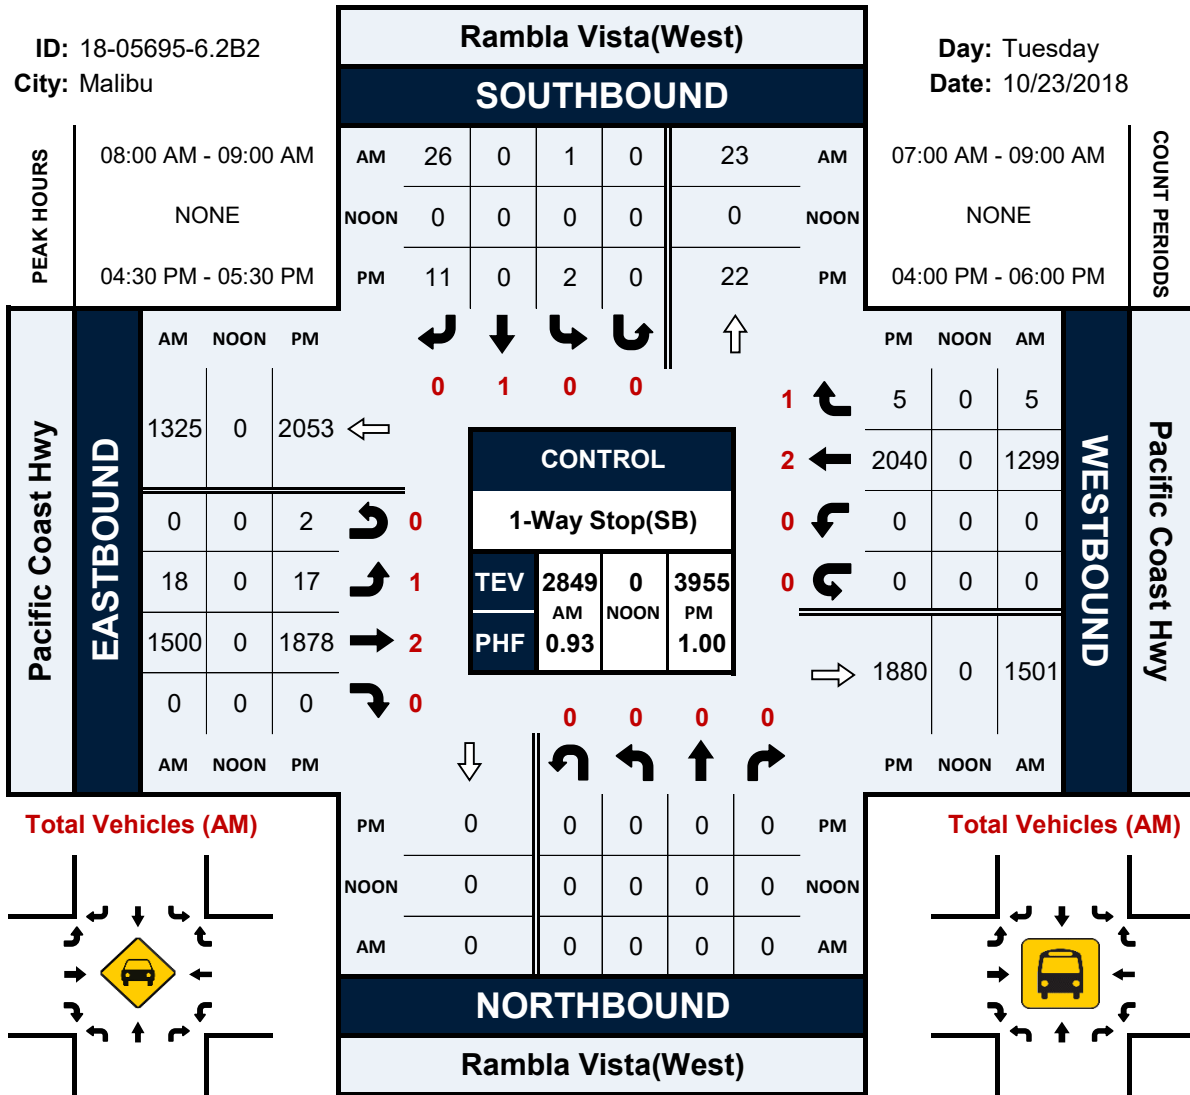 ID: 18-05695-6.2B2
City: Malibu
Rambla Vista(West)
SOUTHBOUND
Day: Tuesday
Date: 10/23/2018
PEAK HOURS
08:00 AM - 09:00 AM
NONE
04:30 PM - 05:30 PM
AM 26 0 1 0 23 AM
NOON 0 0 0 0 0 NOON
PM 11 0 2 0 22 PM
07:00 AM - 09:00 AM
NONE
04:00 PM - 06:00 PM
COUNT PERIODS
0 1 0 0
Pacific Coast Hwy
EASTBOUND
AM NOON PM
1325 0 2053
0 0 2 0
18 0 17 1
1500 0 1878 2
0 0 0 0
AM NOON PM
CONTROL
1-Way Stop(SB)
TEV 2849 0 3955
AM NOON PM
PHF 0.93 1.00
PM NOON AM
1 5 0 5
2 2040 0 1299
0 0 0 0
0 0 0 0
1880 0 1501
PM NOON AM
WESTBOUND
Pacific Coast Hwy
0 0 0 0
PM 0 0 0 0 0 PM
NOON 0 0 0 0 0 NOON
AM 0 0 0 0 0 AM
NORTHBOUND
Rambla Vista(West)
Total Vehicles (AM)
Total Vehicles (AM)